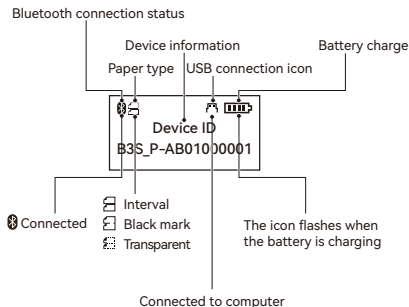 Bluetooth connection status
Device information
Battery charge
Paper type
USB connection icon
Device ID
B3S_P-AB01000001
Connected
Interval
Black mark
Transparent
The icon flashes when
the battery is charging
Connected to computer